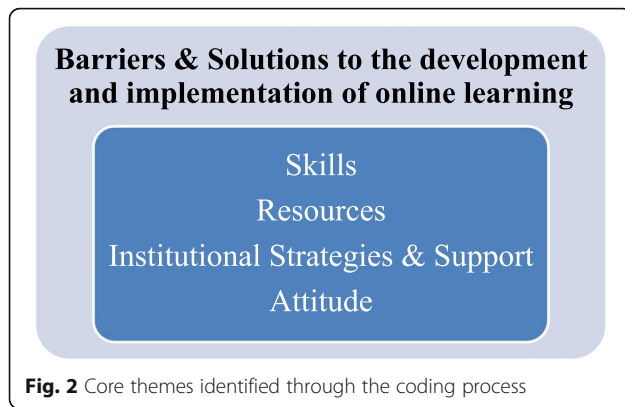 Barriers & Solutions to the development
and implementation of online learning
Skills
Resources
Institutional Strategies & Support
Attitude
Fig. 2 Core themes identified through the coding process